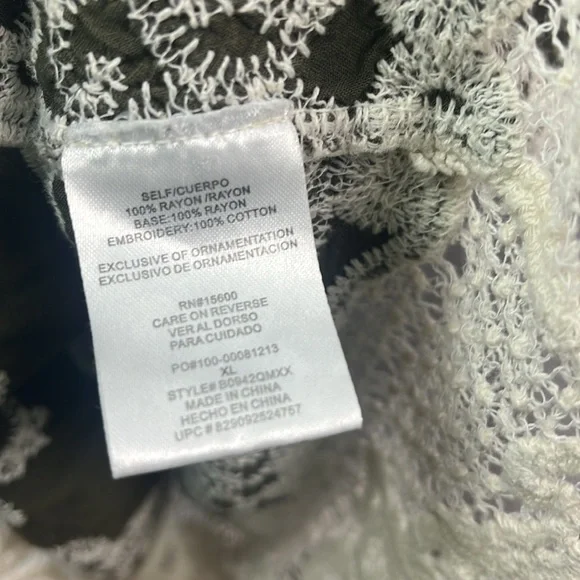 SELF/CUERPO
100% RAYON /RAYON
BASE:100% RAYON
EMBROIDERY:100% COTTON
EXCLUSIVE OF ORNAMENTATION
EXCLUSIVO DE ORNAMENTACION
RN#15600
CARE ON REVERSE
VER AL DORSO
PARA CUIDADO
PO#100-00081213
XL
STYLE# B0942QMXX
MADE IN CHINA
HECHO EN CHINA
UPC # 829092524757